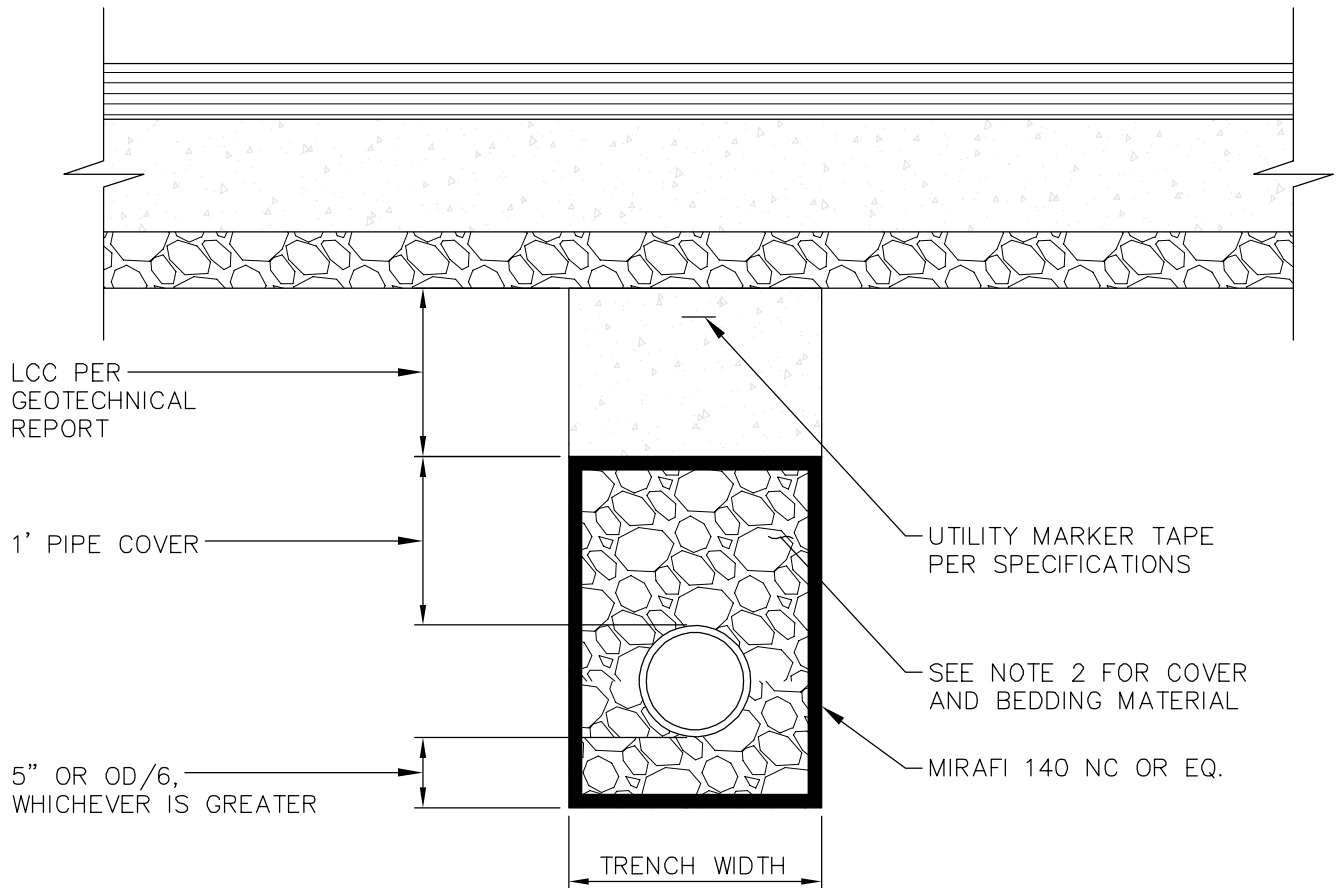 LCC PER
GEOTECHNICAL
REPORT
1' PIPE COVER
5" OR OD/6,
WHICHEVER IS GREATER
UTILITY MARKER TAPE
PER SPECIFICATIONS
SEE NOTE 2 FOR COVER
AND BEDDING MATERIAL
MIRAFI 140 NC OR EQ.
TRENCH WIDTH